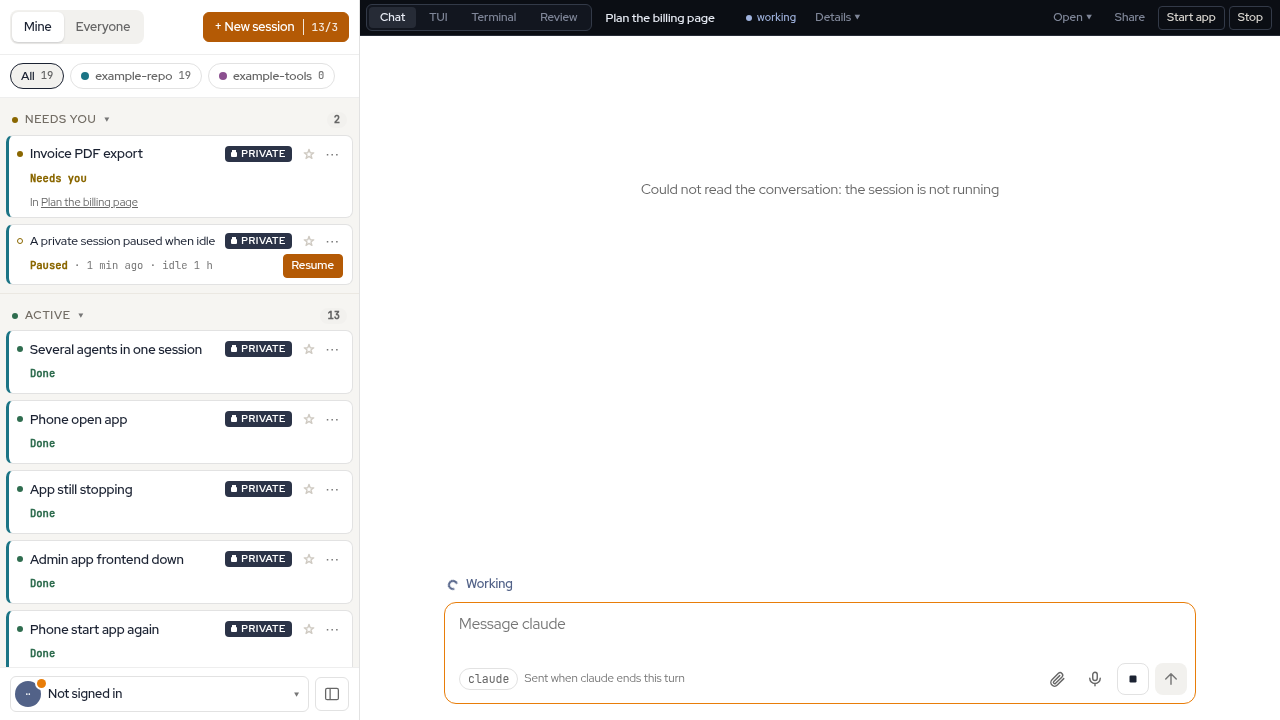 Mine
Everyone
+ New session
13/3
All 19
example-repo 19
example-tools 0
NEEDS YOU ▾
2
Invoice PDF export
PRIVATE
Needs you
In Plan the billing page
A private session paused when idle
PRIVATE
Paused · 1 min ago · idle 1 h
Resume
ACTIVE ▾
13
Several agents in one session
PRIVATE
Done
Phone open app
PRIVATE
Done
App still stopping
PRIVATE
Done
Admin app frontend down
PRIVATE
Done
Phone start app again
PRIVATE
Done
Not signed in
Chat
TUI
Terminal
Review
Plan the billing page
working
Details ▾
Open ▾
Share
Start app
Stop
Could not read the conversation: the session is not running
Working
Message claude
claude
Sent when claude ends this turn